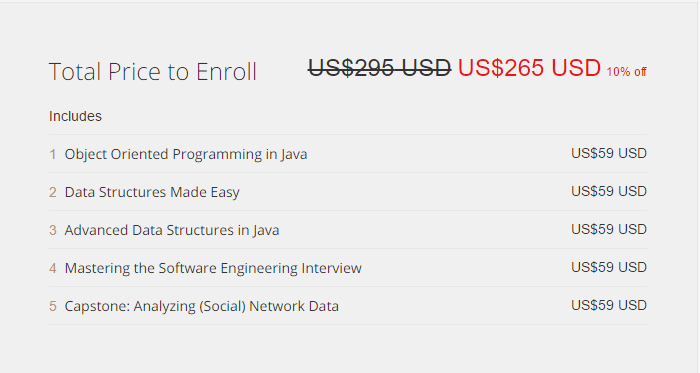 Total Price to Enroll US$295 USD US$265 USD 10% off
Includes
1 Object Oriented Programming in Java US$59 USD
2 Data Structures Made Easy US$59 USD
3 Advanced Data Structures in Java US$59 USD
4 Mastering the Software Engineering Interview US$59 USD
5 Capstone: Analyzing (Social) Network Data US$59 USD